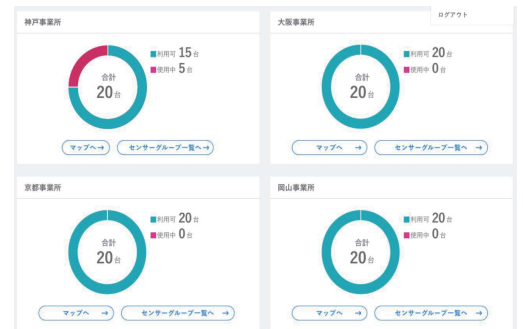 ログアウト
神戸事業所
合計
20台
利用可 15台
使用中 5台
マップへ→
センサーグループ一覧へ→
大阪事業所
合計
20台
利用可 20台
使用中 0台
マップへ →
センサーグループ一覧へ →
京都事業所
合計
20台
利用可 20台
使用中 0台
マップへ →
センサーグループ一覧へ →
岡山事業所
合計
20台
利用可 20台
使用中 0台
マップへ →
センサーグループ一覧へ →